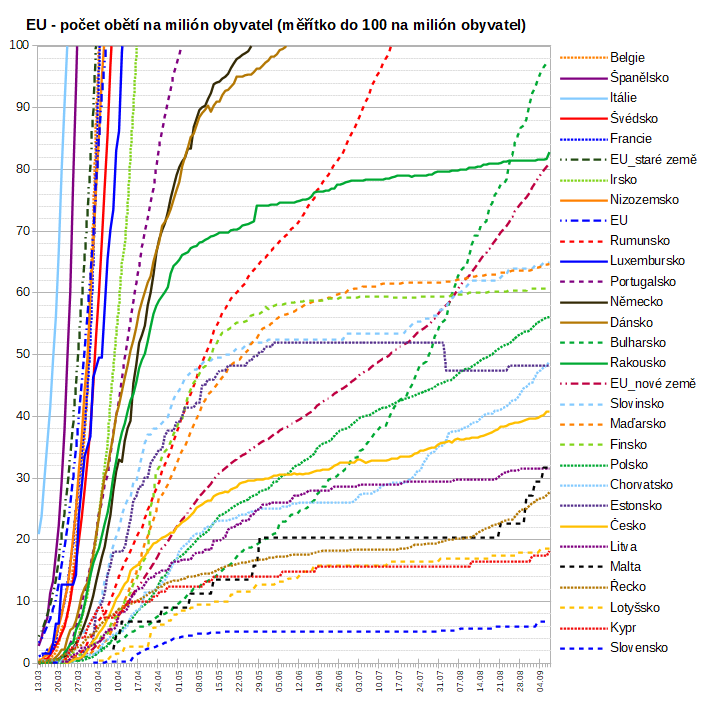 EU - počet obětí na milión obyvatel (měřítko do 100 na milión obyvatel)
100
90
80
70
60
50
40
30
20
10
0
13.03
20.03
27.03
03.04
10.04
17.04
24.04
01.05
08.05
15.05
22.05
29.05
05.06
12.06
19.06
26.06
03.07
10.07
17.07
24.07
31.07
07.08
14.08
21.08
28.08
04.09
Belgie
Španělsko
Itálie
Švédsko
Francie
EU_staré země
Irsko
Nizozemsko
EU
Rumunsko
Luxembursko
Portugalsko
Německo
Dánsko
Bulharsko
Rakousko
EU_nové země
Slovinsko
Maďarsko
Finsko
Polsko
Chorvatsko
Estonsko
Česko
Litva
Malta
Řecko
Lotyšsko
Kypr
Slovensko